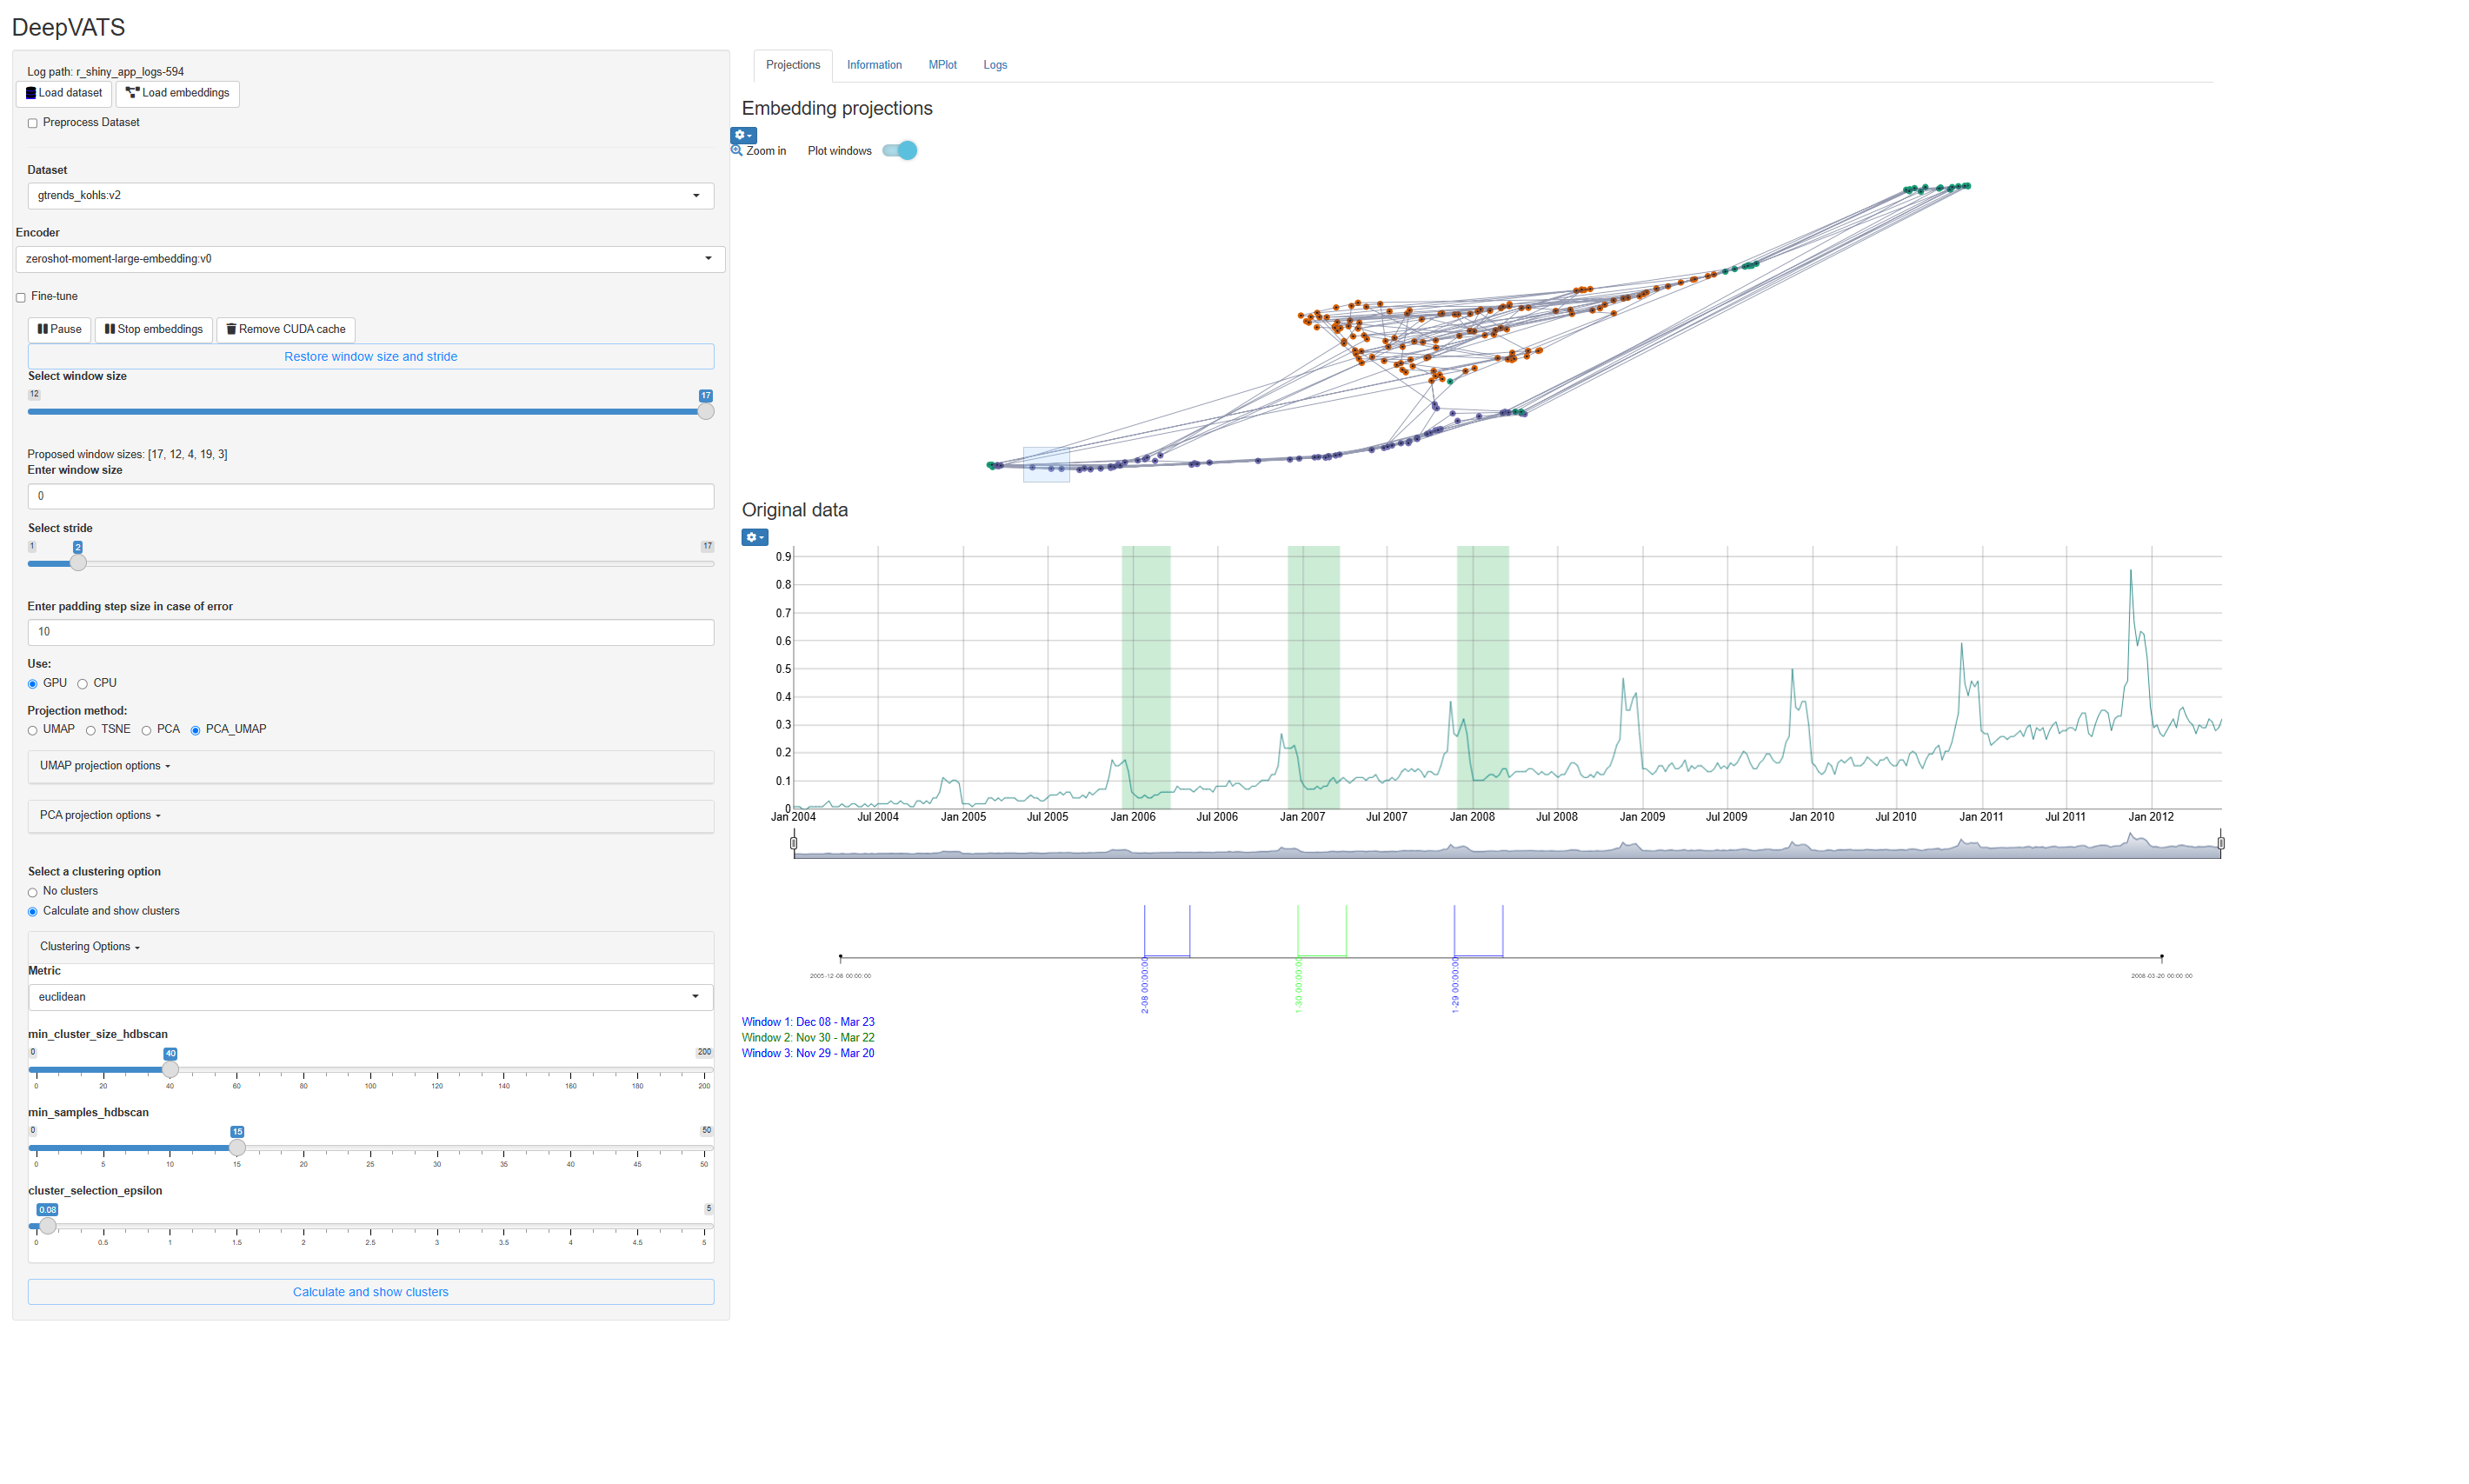 DeepVATS
Log path: r_shiny_app_logs-594
Load dataset Load embeddings
Preprocess Dataset
Dataset
gtrends_kohls:v2
Encoder
zeroshot-moment-large-embedding:v0
Fine-tune
Pause Stop embeddings Remove CUDA cache
Restore window size and stride
Select window size
12 17
Proposed window sizes: [17, 12, 4, 19, 3]
Enter window size
0
Select stride
1 2 17
Enter padding step size in case of error
10
Use:
GPU CPU
Projection method:
UMAP TSNE PCA PCA_UMAP
UMAP projection options
PCA projection options
Select a clustering option
No clusters
Calculate and show clusters
Clustering Options
Metric
euclidean
min_cluster_size_hdbscan
0 40 200
0 20 40 60 80 100 120 140 160 180 200
min_samples_hdbscan
0 15 50
0 5 10 15 20 25 30 35 40 45 50
cluster_selection_epsilon
0.08 5
0 0.5 1 1.5 2 2.5 3 3.5 4 4.5 5
Calculate and show clusters
Projections Information MPlot Logs
Embedding projections
Zoom in Plot windows
Original data
0.9
0.8
0.7
0.6
0.5
0.4
0.3
0.2
0.1
0
Jan 2004 Jul 2004 Jan 2005 Jul 2005 Jan 2006 Jul 2006 Jan 2007 Jul 2007 Jan 2008 Jul 2008 Jan 2009 Jul 2009 Jan 2010 Jul 2010 Jan 2011 Jul 2011 Jan 2012
2005-12-08 00:00:00 2008-03-20 00:00:00
2-08 00:00:00
1-30 00:00:00
1-29 00:00:00
Window 1: Dec 08 - Mar 23
Window 2: Nov 30 - Mar 22
Window 3: Nov 29 - Mar 20